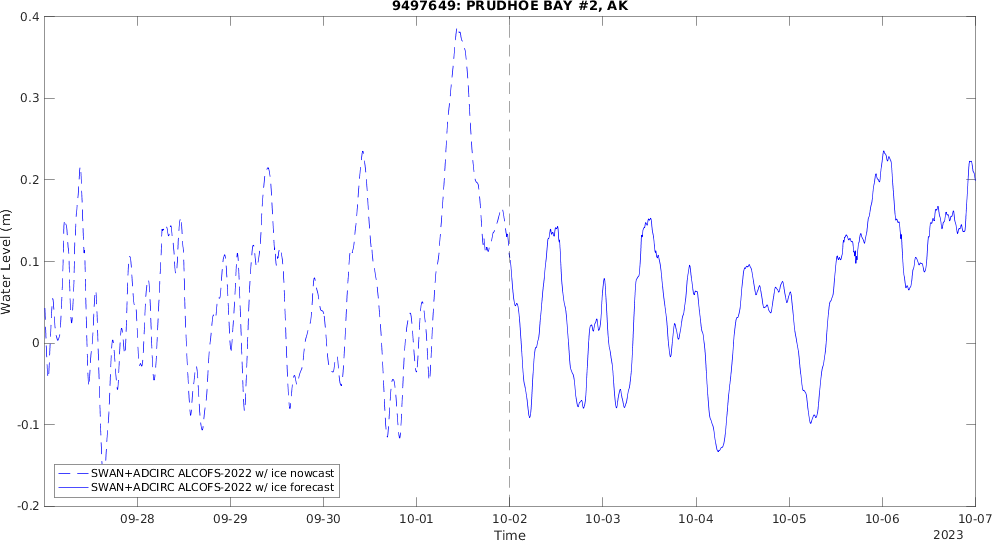 9497649: PRUDHOE BAY #2, AK
0.4
0.3
0.2
0.1
0
-0.1
-0.2
Water Level (m)
SWAN+ADCIRC ALCOFS-2022 w/ ice nowcast
SWAN+ADCIRC ALCOFS-2022 w/ ice forecast
09-28 09-29 09-30 10-01 10-02 10-03 10-04 10-05 10-06 10-07
Time
2023